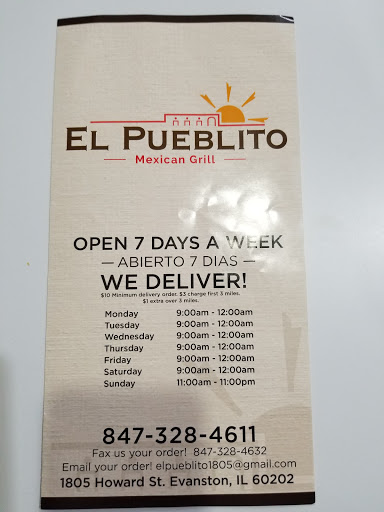 EL PUEBLITO
Mexican Grill
OPEN 7 DAYS A WEEK
ABIERTO 7 DIAS
WE DELIVER!
$10 Minimum delivery order. $3 charge first 3 miles.
$1 extra over 3 miles.
Monday 9:00am - 12:00am
Tuesday 9:00am - 12:00am
Wednesday 9:00am - 12:00am
Thursday 9:00am - 12:00am
Friday 9:00am - 12:00am
Saturday 9:00am - 12:00am
Sunday 11:00am - 11:00pm
847-328-4611
Fax us your order! 847-328-4632
Email your order! elpueblito1805@gmail.com
1805 Howard St. Evanston, IL 60202